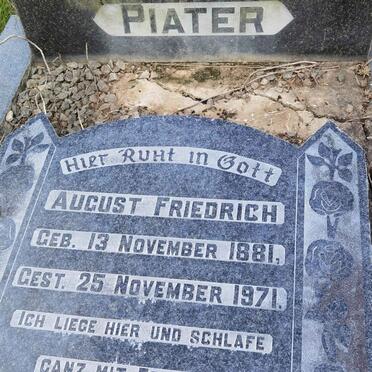 PIATER
HIER RUHT IN GOTT
AUGUST FRIEDRICH
GEB. 13 NOVEMBER 1881,
GEST. 25 NOVEMBER 1971,
ICH LIEGE HIER UND SCHLAFE
GANZ MIT